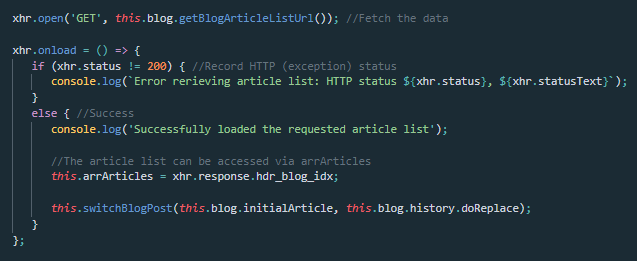 xhr.open('GET', this.blog.getBlogArticleListUrl()); //Fetch the data
xhr.onload = () => {
if (xhr.status != 200) { //Record HTTP (exception) status
console.log(`Error rerieving article list: HTTP status ${xhr.status}, ${xhr.statusText}`);
}
else { //Success
console.log('Successfully loaded the requested article list');
//The article list can be accessed via arrArticles
this.arrArticles = xhr.response.hdr_blog_idx;
this.switchBlogPost(this.blog.initialArticle, this.blog.history.doReplace);
}
};